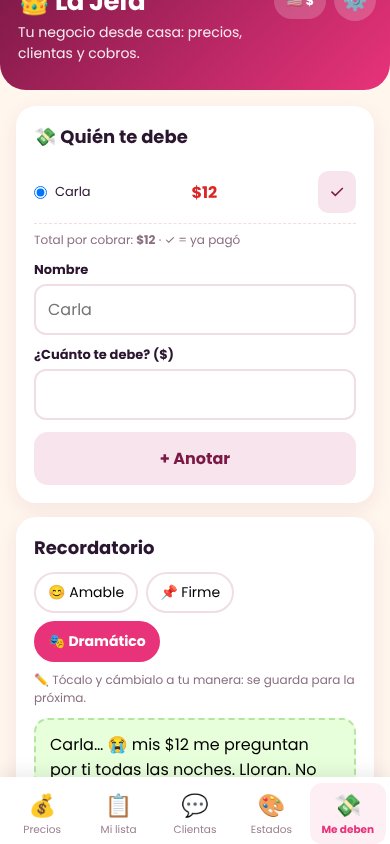 👑 La Jefa
$
Tu negocio desde casa: precios,
clientas y cobros.
💸 Quién te debe
Carla $12 ✓
Total por cobrar: $12 · ✓ = ya pagó
Nombre
Carla
¿Cuánto te debe? ($)
+ Anotar
Recordatorio
😊 Amable 📌 Firme
🎭 Dramático
✏️ Tócalo y cámbialo a tu manera: se guarda para la
próxima.
Carla... 😭 mis $12 me preguntan
por ti todas las noches. Lloran. No
Precios Mi lista Clientas Estados Me deben